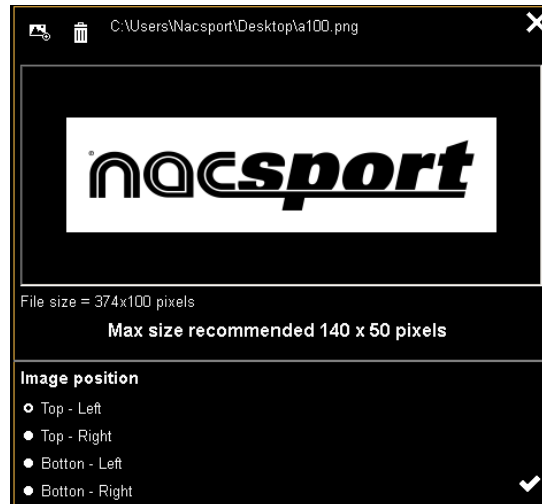 C:\Users\Nacsport\Desktop\a100.png
nacsport
File size = 374x100 pixels
Max size recommended 140 x 50 pixels
Image position
Top - Left
Top - Right
Botton - Left
Botton - Right